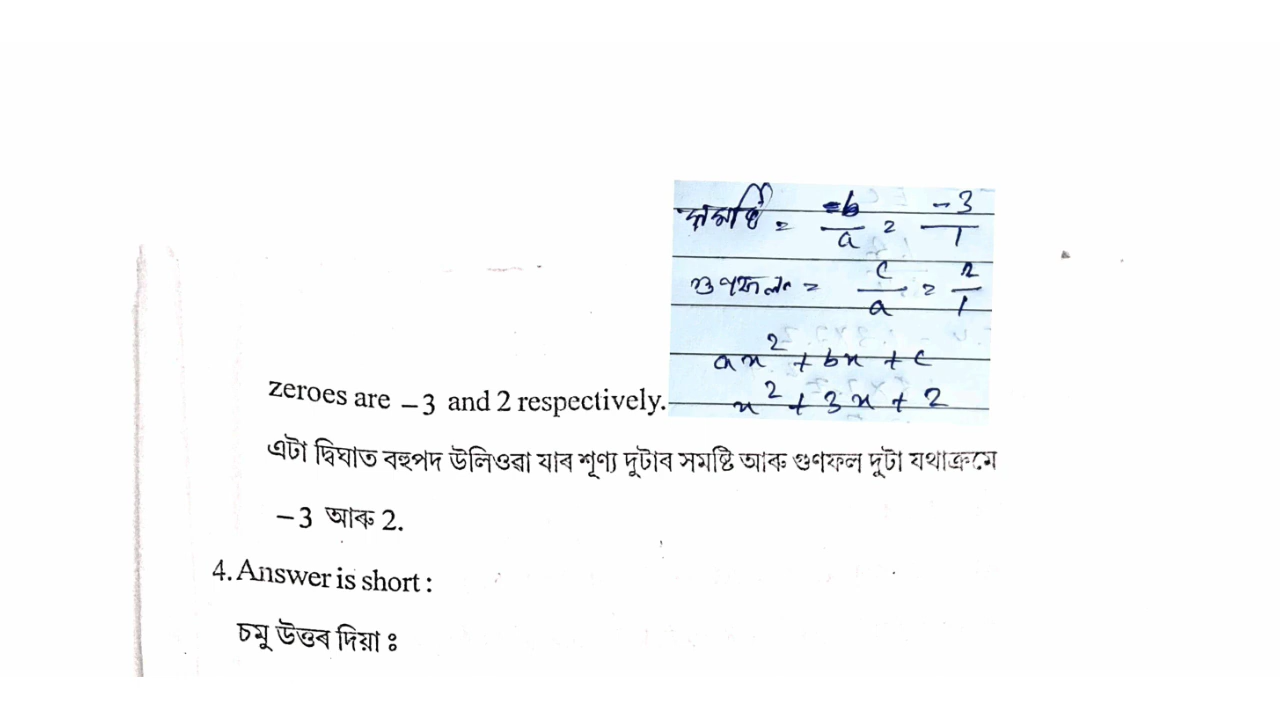 সমষ্টি = -b/a = -3/1
গুণফল = c/a = 2/1
ax² + bx + c
x² + 3x + 2
zeroes are –3 and 2 respectively.
এটা দ্বিঘাত বহুপদ উলিওৱা যাৰ শূণ্য দুটাৰ সমষ্টি আৰু গুণফল দুটা যথাক্ৰমে
–3 আৰু 2.
4. Answer is short :
চমু উত্তৰ দিয়া ঃ